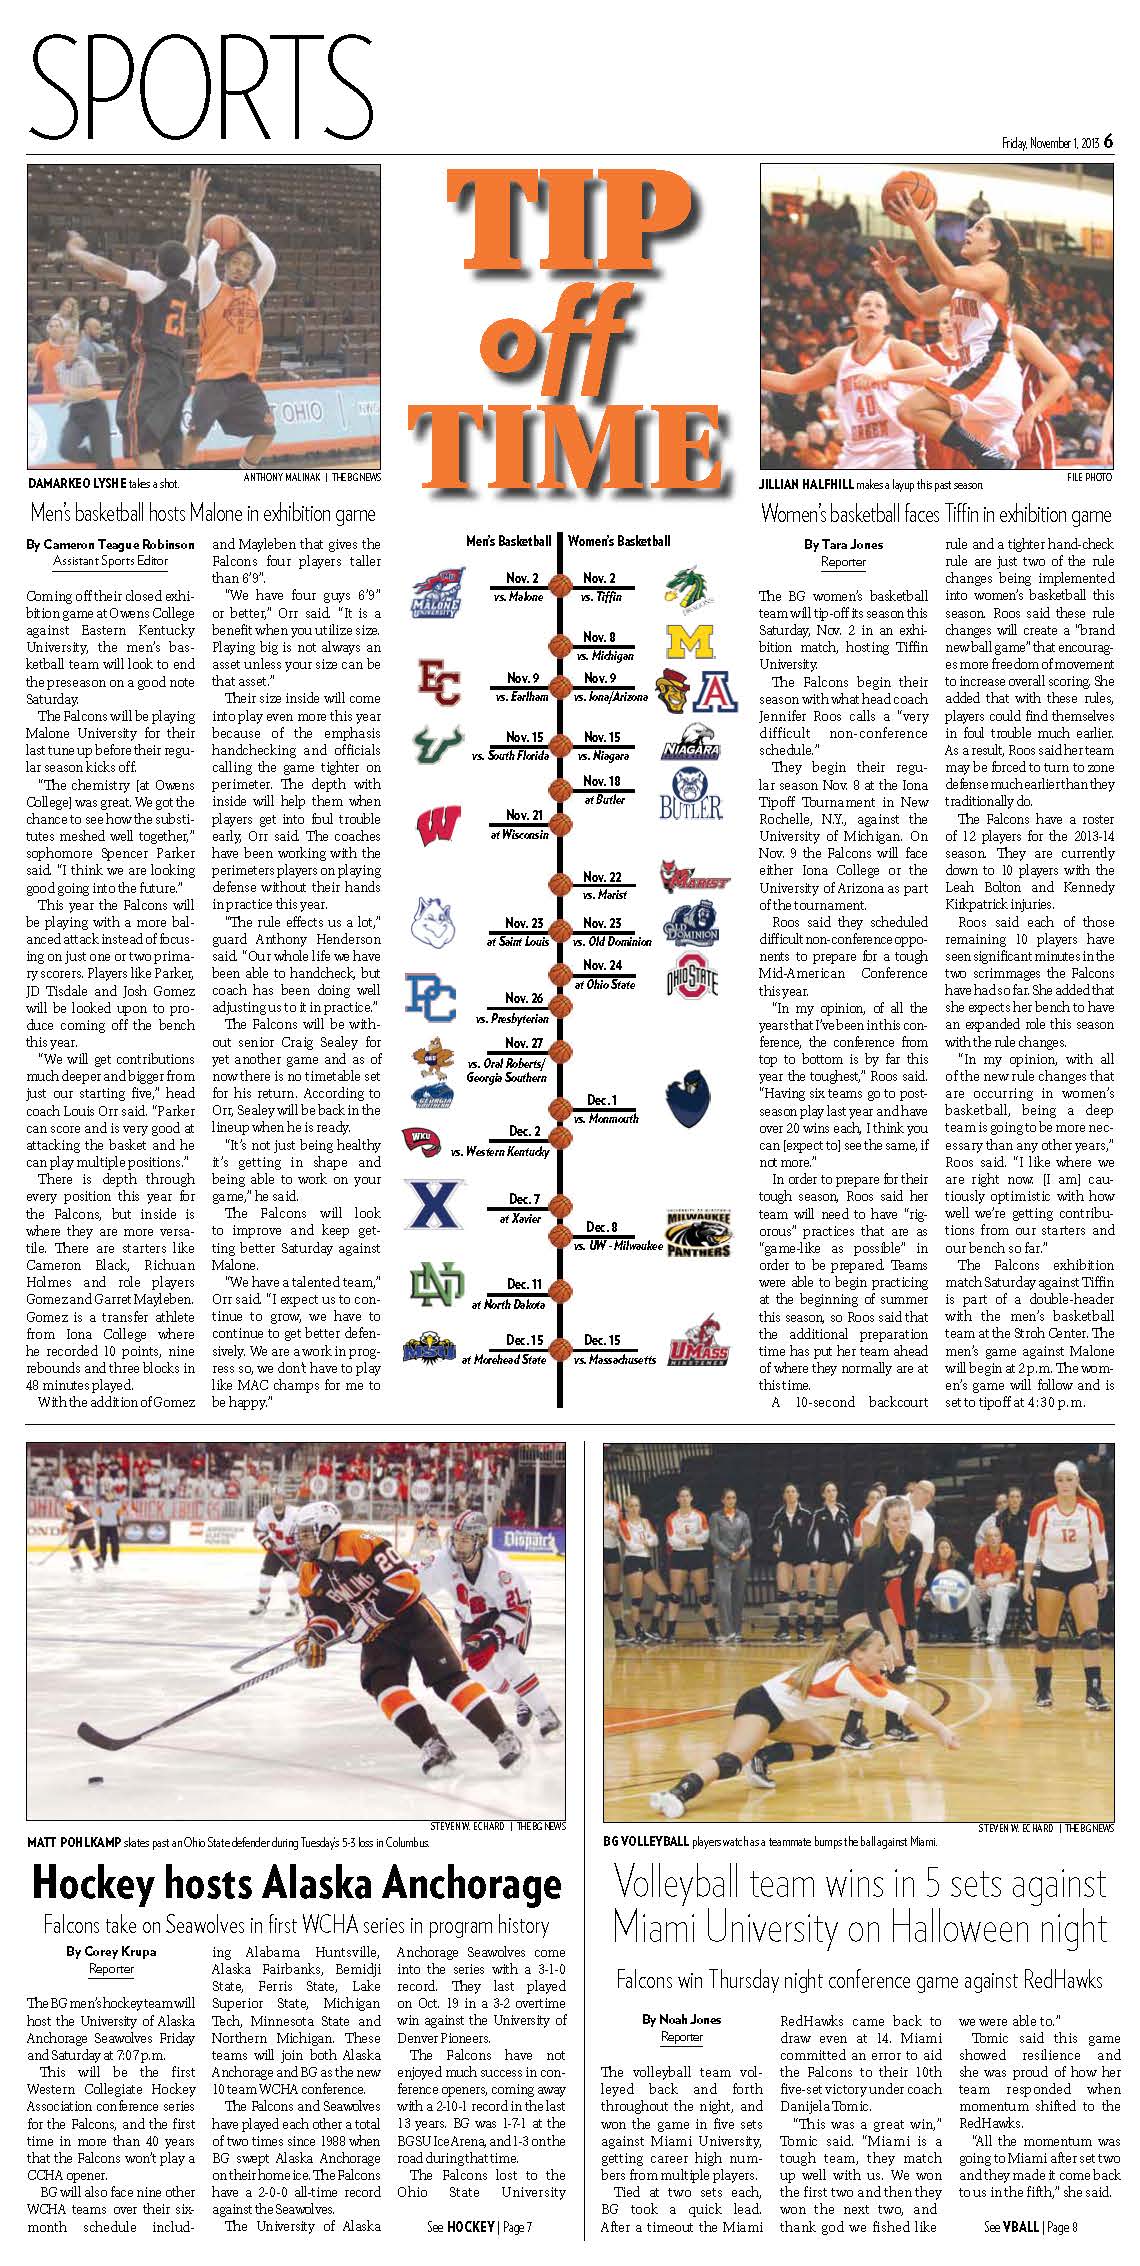 SPORTS
Friday, November 1, 2013 6
TIP
off
TIME
ANTHONY MALINAK | THE BG NEWS
DAMARKEO LYSHE takes a shot.
Men's basketball hosts Malone in exhibition game
By Cameron Teague Robinson
Assistant Sports Editor
Coming off their closed exhi-
bition game at Owens College
against Eastern Kentucky
University, the men's bas-
ketball team will look to end
the preseason on a good note
Saturday.
The Falcons will be playing
Malone University for their
last tune up before their regu-
lar season kicks off.
"The chemistry [at Owens
College] was great. We got the
chance to see how the substi-
tutes meshed well together,"
sophomore Spencer Parker
said. "I think we are looking
good going into the future."
This year the Falcons will
be playing with a more bal-
anced attack instead of focus-
ing on just one or two prima-
ry scorers. Players like Parker,
JD Tisdale and Josh Gomez
will be looked upon to pro-
duce coming off the bench
this year.
"We will get contributions
much deeper and bigger from
just our starting five," head
coach Louis Orr said. "Parker
can score and is very good at
attacking the basket and he
can play multiple positions."
There is depth through
every position this year for
the Falcons, but inside is
where they are more versa-
tile. There are starters like
Cameron Black, Richuan
Holmes and role players
Gomez and Garret Mayleben.
Gomez is a transfer athlete
from Iona College where
he recorded 10 points, nine
rebounds and three blocks in
48 minutes played.
With the addition of Gomez
and Mayleben that gives the
Falcons four players taller
than 6'9".
"We have four guys 6'9"
or better," Orr said. "It is a
benefit when you utilize size.
Playing big is not always an
asset unless your size can be
that asset."
Their size inside will come
into play even more this year
because of the emphasis
handchecking and officials
calling the game tighter on
perimeter. The depth with
inside will help them when
players get into foul trouble
early, Orr said. The coaches
have been working with the
perimeters players on playing
defense without their hands
in practice this year.
"The rule effects us a lot,"
guard Anthony Henderson
said. "Our whole life we have
been able to handcheck, but
coach has been doing well
adjusting us to it in practice."
The Falcons will be with-
out senior Craig Sealey for
yet another game and as of
now there is no timetable set
for his return. According to
Orr, Sealey will be back in the
lineup when he is ready.
"It's not just being healthy
it's getting in shape and
being able to work on your
game," he said.
The Falcons will look
to improve and keep get-
ting better Saturday against
Malone.
"We have a talented team,"
Orr said. "I expect us to con-
tinue to grow, we have to
continue to get better defen-
sively. We are a work in prog-
ress so, we don't have to play
like MAC champs for me to
be happy."
Men's Basketball Women's Basketball
Nov. 2
vs. Malone
Nov. 2
vs. Tiffin
Nov. 8
vs. Michigan
Nov. 9
vs. Earlham
Nov. 9
vs. Iona/Arizona
Nov. 15
vs. South Florida
Nov. 15
vs. Niagara
Nov. 18
at Butler
Nov. 21
at Wisconsin
Nov. 22
vs. Marist
Nov. 23
at Saint Louis
Nov. 23
vs. Old Dominion
Nov. 24
at Ohio State
Nov. 26
vs. Presbyterian
Nov. 27
vs. Oral Roberts/
Georgia Southern
Dec. 1
vs. Monmouth
Dec. 2
vs. Western Kentucky
Dec. 7
at Xavier
Dec. 8
vs. UW - Milwaukee
Dec. 11
at North Dakota
Dec. 15
at Morehead State
Dec. 15
vs. Massachusetts
MALONE
UNIVERSITY
DRAGONS
M
EC
A
NIAGARA
BUTLER
W
MARIST
OLD DOMINION
OHIO STATE
PC
ORU
GEORGIA SOUTHERN
WKU
X
MILWAUKEE
PANTHERS
ND
MSU
UMASS
MINUTEMEN
FILE PHOTO
JILLIAN HALFHILL makes a layup this past season.
Women's basketball faces Tiffin in exhibition game
By Tara Jones
Reporter
The BG women's basketball
team will tip-off its season this
Saturday, Nov. 2 in an exhi-
bition match, hosting Tiffin
University.
The Falcons begin their
season with what head coach
Jennifer Roos calls a "very
difficult non-conference
schedule."
They begin their regu-
lar season Nov. 8 at the Iona
Tipoff Tournament in New
Rochelle, N.Y., against the
University of Michigan. On
Nov. 9 the Falcons will face
either Iona College or the
University of Arizona as part
of the tournament.
Roos said they scheduled
difficult non-conference oppo-
nents to prepare for a tough
Mid-American Conference
this year.
"In my opinion, of all the
years that I've been in this con-
ference, the conference from
top to bottom is by far this
year the toughest," Roos said.
"Having six teams go to post-
season play last year and have
over 20 wins each, I think you
can [expect to] see the same, if
not more."
In order to prepare for their
tough season, Roos said her
team will need to have "rig-
orous" practices that are as
"game-like as possible" in
order to be prepared. Teams
were able to begin practicing
at the beginning of summer
this season, so Roos said that
the additional preparation
time has put her team ahead
of where they normally are at
this time.
A 10-second backcourt
rule and a tighter hand-check
rule are just two of the rule
changes being implemented
into women's basketball this
season. Roos said these rule
changes will create a "brand
new ball game" that encourag-
es more freedom of movement
to increase overall scoring. She
added that with these rules,
players could find themselves
in foul trouble much earlier.
As a result, Roos said her team
may be forced to turn to zone
defense much earlier than they
traditionally do.
The Falcons have a roster
of 12 players for the 2013-14
season. They are currently
down to 10 players with the
Leah Bolton and Kennedy
Kirkpatrick injuries.
Roos said each of those
remaining 10 players have
seen significant minutes in the
two scrimmages the Falcons
have had so far. She added that
she expects her bench to have
an expanded role this season
with the rule changes.
"In my opinion, with all
of the new rule changes that
are occurring in women's
basketball, being a deep
team is going to be more nec-
essary than any other years,"
Roos said. "I like where we
are right now. [I am] cau-
tiously optimistic with how
well we're getting contribu-
tions from our starters and
our bench so far."
The Falcons exhibition
match Saturday against Tiffin
is part of a double-header
with the men's basketball
team at the Stroh Center. The
men's game against Malone
will begin at 2 p.m. The wom-
en's game will follow and is
set to tipoff at 4:30 p.m.
STEVEN W. ECHARD | THE BG NEWS
MATT POHLKAMP skates past an Ohio State defender during Tuesday's 5-3 loss in Columbus.
Hockey hosts Alaska Anchorage
Falcons take on Seawolves in first WCHA series in program history
By Corey Krupa
Reporter
The BG men's hockey team will
host the University of Alaska
Anchorage Seawolves Friday
and Saturday at 7:07 p.m.
This will be the first
Western Collegiate Hockey
Association conference series
for the Falcons, and the first
time in more than 40 years
that the Falcons won't play a
CCHA opener.
BG will also face nine other
WCHA teams over their six-
month schedule includ-
ing Alabama Huntsville,
Alaska Fairbanks, Bemidji
State, Ferris State, Lake
Superior State, Michigan
Tech, Minnesota State and
Northern Michigan. These
teams will join both Alaska
Anchorage and BG as the new
10 team WCHA conference.
The Falcons and Seawolves
have played each other a total
of two times since 1988 when
BG swept Alaska Anchorage
on their home ice. The Falcons
have a 2-0-0 all-time record
against the Seawolves.
The University of Alaska
Anchorage Seawolves come
into the series with a 3-1-0
record. They last played
on Oct. 19 in a 3-2 overtime
win against the University of
Denver Pioneers.
The Falcons have not
enjoyed much success in con-
ference openers, coming away
with a 2-10-1 record in the last
13 years. BG was 1-7-1 at the
BGSU Ice Arena, and 1-3 on the
road during that time.
The Falcons lost to the
Ohio State University
See HOCKEY | Page 7
STEVEN W. ECHARD | THE BG NEWS
BG VOLLEYBALL players watch as a teammate bumps the ball against Miami.
Volleyball team wins in 5 sets against
Miami University on Halloween night
Falcons win Thursday night conference game against RedHawks
By Noah Jones
Reporter
The volleyball team vol-
leyed back and forth
throughout the night, and
won the game in five sets
against Miami University,
getting career high num-
bers from multiple players.
Tied at two sets each,
BG took a quick lead.
After a timeout the Miami
RedHawks came back to
draw even at 14. Miami
committed an error to aid
the Falcons to their 10th
five-set victory under coach
Danijela Tomic.
"This was a great win,"
Tomic said. "Miami is a
tough team, they match
up well with us. We won
the first two and then they
won the next two, and
thank god we fished like
we were able to."
Tomic said this game
showed resilience and
she was proud of how her
team responded when
momentum shifted to the
RedHawks.
"All the momentum was
going to Miami after set two
and they made it come back
to us in the fifth," she said.
See VBALL | Page 8
21
OHIO
40
20
21
Dispatch
12